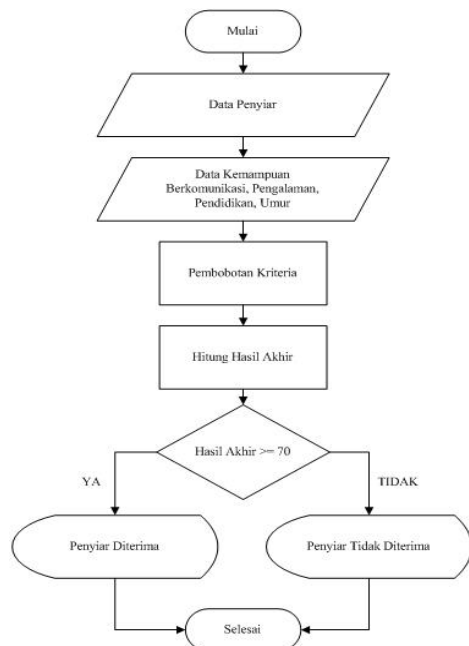 Mulai
Data Penyiar
Data Kemampuan
Berkomunikasi, Pengalaman,
Pendidikan, Umur
Pembobotan Kriteria
Hitung Hasil Akhir
Hasil Akhir >= 70
YA
TIDAK
Penyiar Diterima
Penyiar Tidak Diterima
Selesai